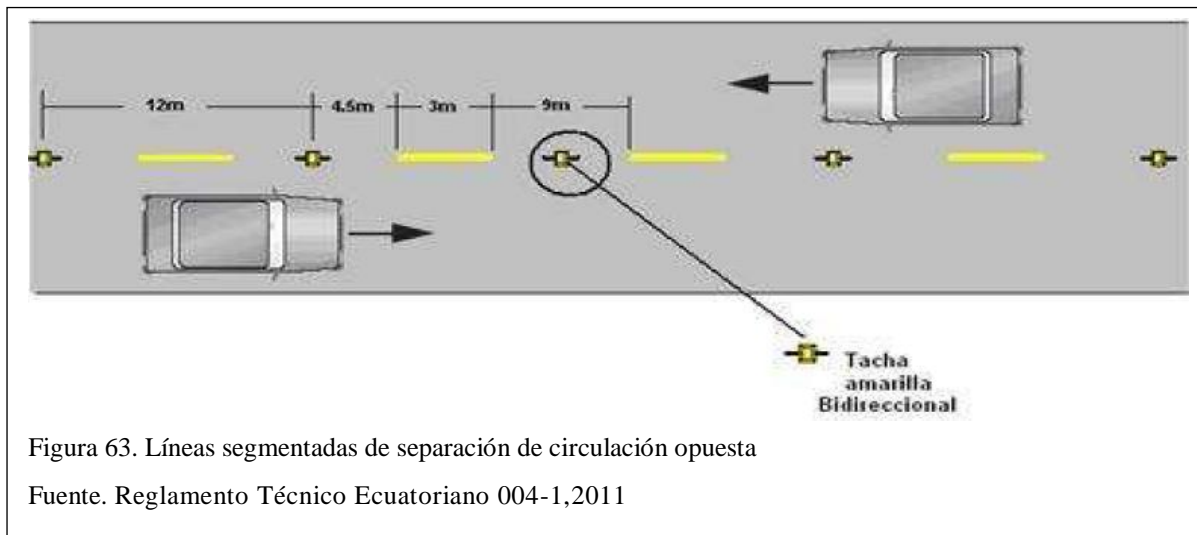 12m 4.5m 3m 9m
Tacha
amarilla
Bidireccional
Figura 63. Líneas segmentadas de separación de circulación opuesta
Fuente. Reglamento Técnico Ecuatoriano 004-1,2011